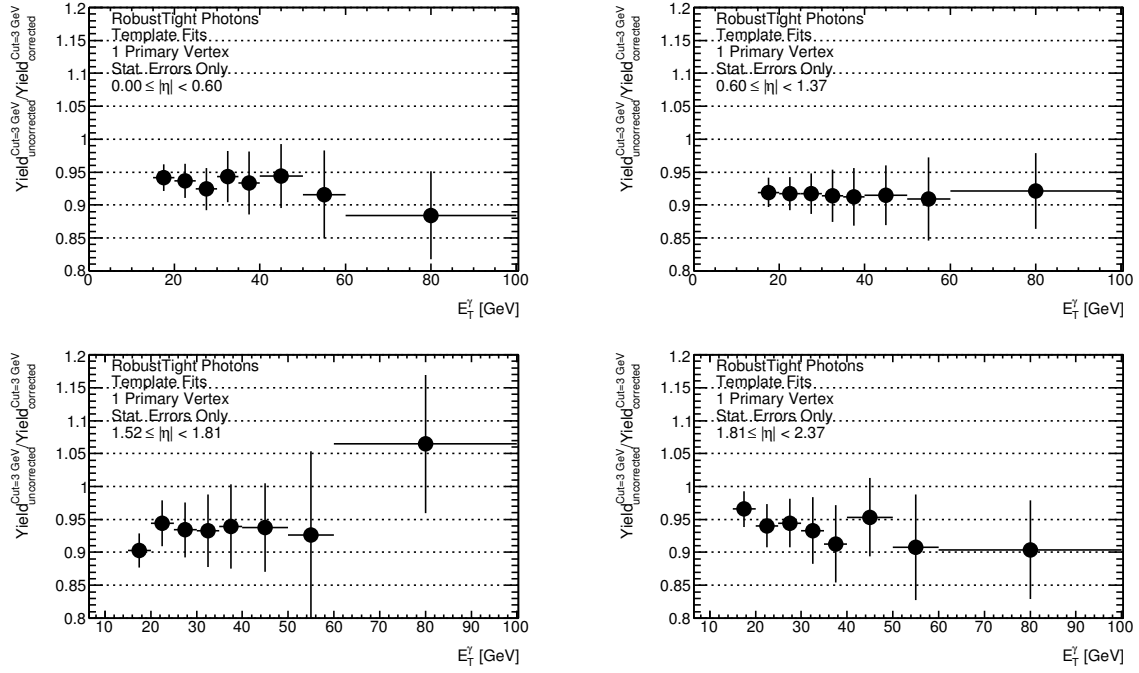 RobustTight Photons
Template Fits
1 Primary Vertex
Stat. Errors Only
0.00 ≤ |η| < 0.60
Yield^{Cut=3 GeV}_{uncorrected}/Yield^{Cut=3 GeV}_{corrected}
1.2
1.15
1.1
1.05
1
0.95
0.9
0.85
0.8
0 20 40 60 80 100
E_T^γ [GeV]
RobustTight Photons
Template Fits
1 Primary Vertex
Stat. Errors Only
0.60 ≤ |η| < 1.37
Yield^{Cut=3 GeV}_{uncorrected}/Yield^{Cut=3 GeV}_{corrected}
1.2
1.15
1.1
1.05
1
0.95
0.9
0.85
0.8
0 10 20 30 40 50 60 70 80 90 100
E_T^γ [GeV]
RobustTight Photons
Template Fits
1 Primary Vertex
Stat. Errors Only
1.52 ≤ |η| < 1.81
Yield^{Cut=3 GeV}_{uncorrected}/Yield^{Cut=3 GeV}_{corrected}
1.2
1.15
1.1
1.05
1
0.95
0.9
0.85
0.8
10 20 30 40 50 60 70 80 90 100
E_T^γ [GeV]
RobustTight Photons
Template Fits
1 Primary Vertex
Stat. Errors Only
1.81≤ |η| < 2.37
Yield^{Cut=3 GeV}_{uncorrected}/Yield^{Cut=3 GeV}_{corrected}
1.2
1.15
1.1
1.05
1
0.95
0.9
0.85
0.8
10 20 30 40 50 60 70 80 90 100
E_T^γ [GeV]